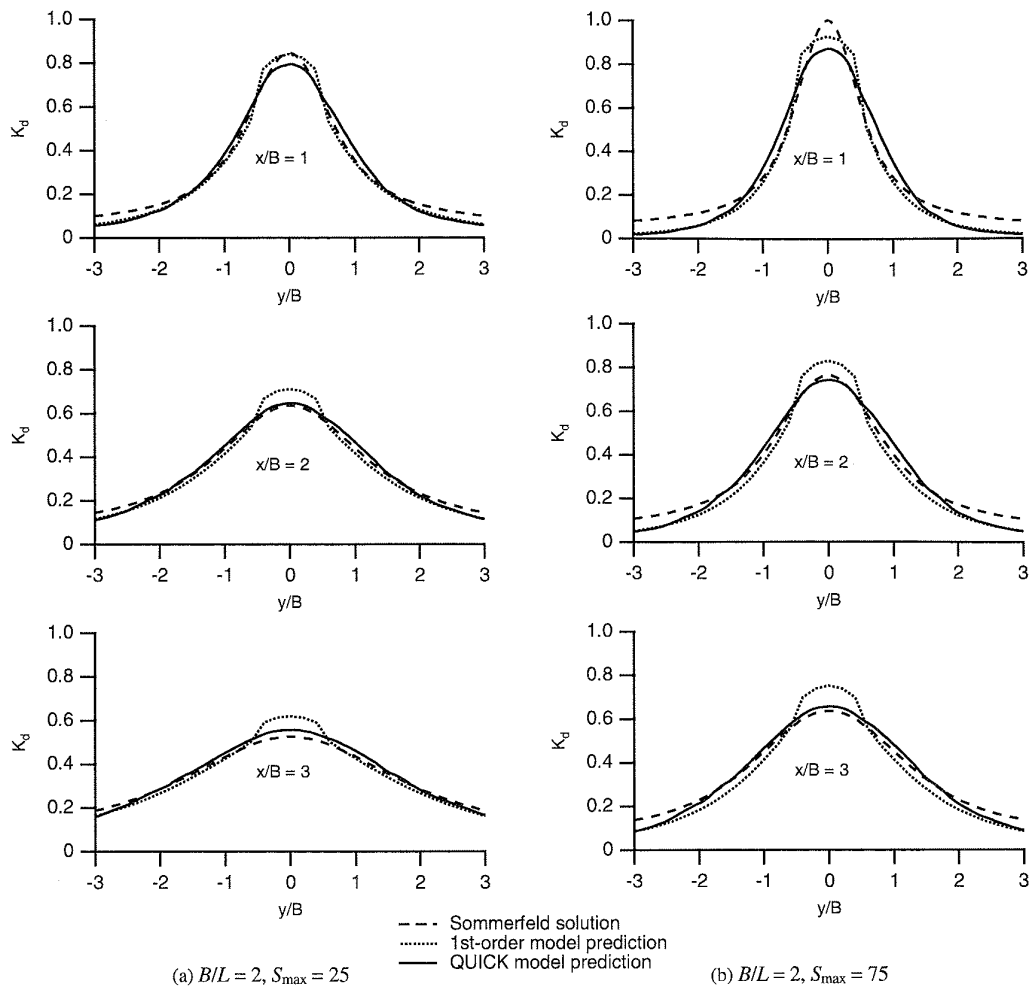 1.0
0.8
0.6
0.4
0.2
0
K_d
x/B = 1
-3 -2 -1 0 1 2 3
y/B
1.0
0.8
0.6
0.4
0.2
0
K_d
x/B = 1
-3 -2 -1 0 1 2 3
y/B
1.0
0.8
0.6
0.4
0.2
0
K_d
x/B = 2
-3 -2 -1 0 1 2 3
y/B
1.0
0.8
0.6
0.4
0.2
0
K_d
x/B = 2
-3 -2 -1 0 1 2 3
y/B
1.0
0.8
0.6
0.4
0.2
0
K_d
x/B = 3
-3 -2 -1 0 1 2 3
y/B
1.0
0.8
0.6
0.4
0.2
0
K_d
x/B = 3
-3 -2 -1 0 1 2 3
y/B
Sommerfeld solution
1st-order model prediction
QUICK model prediction
(a) B/L = 2, S_max = 25
(b) B/L = 2, S_max = 75